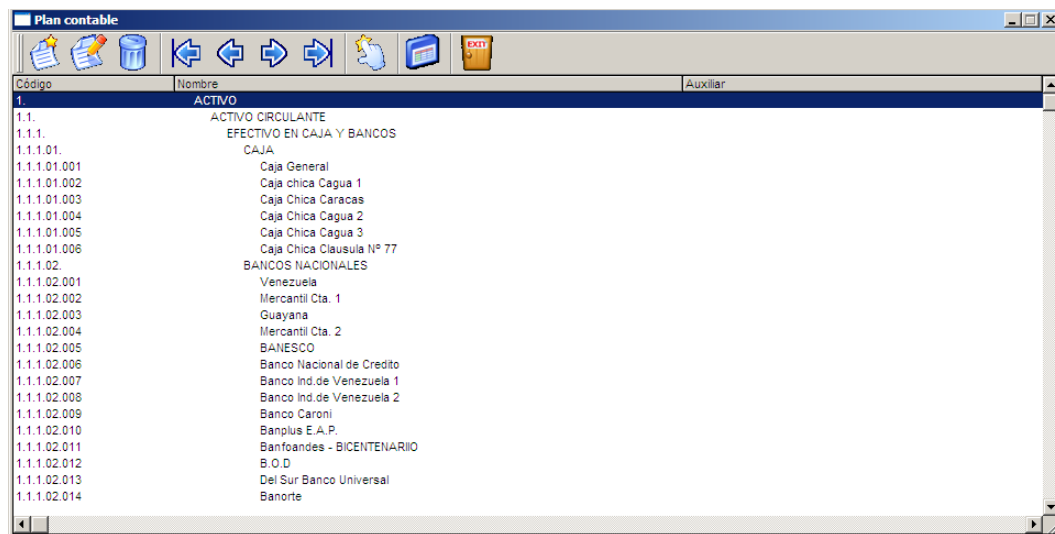 Plan contable
EXIT
Código Nombre Auxiliar
1. ACTIVO
1.1. ACTIVO CIRCULANTE
1.1.1. EFECTIVO EN CAJA Y BANCOS
1.1.1.01. CAJA
1.1.1.01.001 Caja General
1.1.1.01.002 Caja chica Cagua 1
1.1.1.01.003 Caja Chica Caracas
1.1.1.01.004 Caja Chica Cagua 2
1.1.1.01.005 Caja Chica Cagua 3
1.1.1.01.006 Caja Chica Clausula Nº 77
1.1.1.02. BANCOS NACIONALES
1.1.1.02.001 Venezuela
1.1.1.02.002 Mercantil Cta. 1
1.1.1.02.003 Guayana
1.1.1.02.004 Mercantil Cta. 2
1.1.1.02.005 BANESCO
1.1.1.02.006 Banco Nacional de Credito
1.1.1.02.007 Banco Ind.de Venezuela 1
1.1.1.02.008 Banco Ind.de Venezuela 2
1.1.1.02.009 Banco Caroni
1.1.1.02.010 Banplus E.A.P.
1.1.1.02.011 Banfoandes - BICENTENARIIO
1.1.1.02.012 B.O.D
1.1.1.02.013 Del Sur Banco Universal
1.1.1.02.014 Banorte